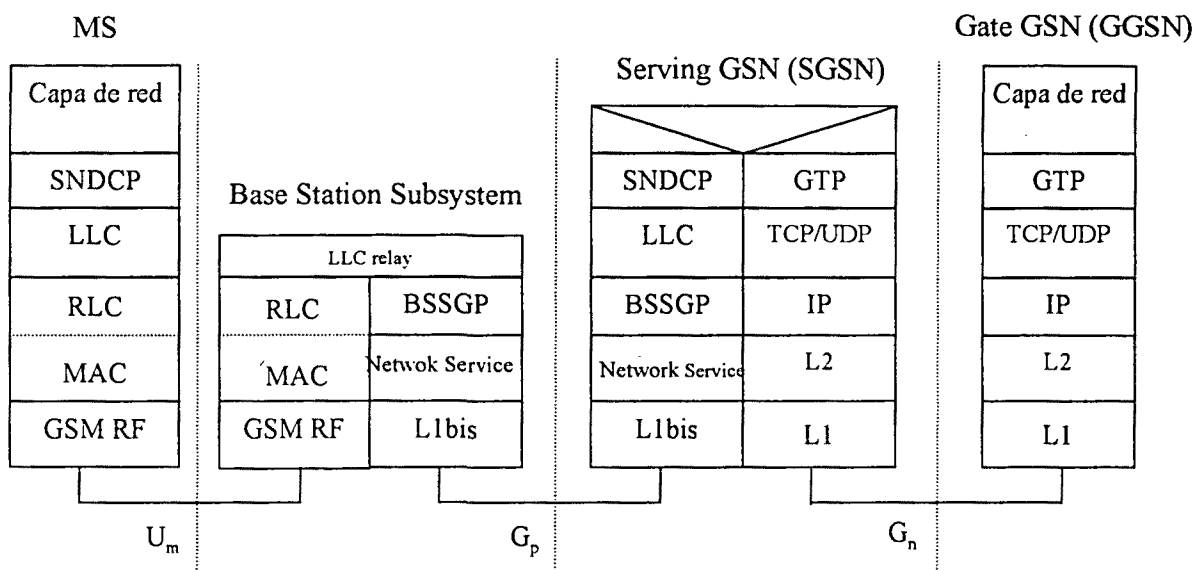 MS
Capa de red
SNDCP
LLC
RLC
MAC
GSM RF
Base Station Subsystem
LLC relay
RLC
BSSGP
MAC
Netwok Service
GSM RF
L1bis
Serving GSN (SGSN)
SNDCP
GTP
LLC
TCP/UDP
BSSGP
IP
Network Service
L2
L1bis
L1
Gate GSN (GGSN)
Capa de red
GTP
TCP/UDP
IP
L2
L1
Um
Gp
Gn